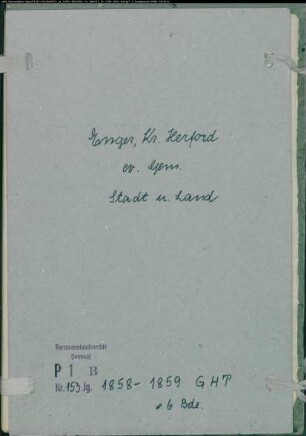 Enger, Kr. Herford
ev. Gem.
Stadt u. Land
Personenstandsarchiv
Detmold
P 1 B
Nr. 153 Jg. 1858-1859 GHT
6 Bde.